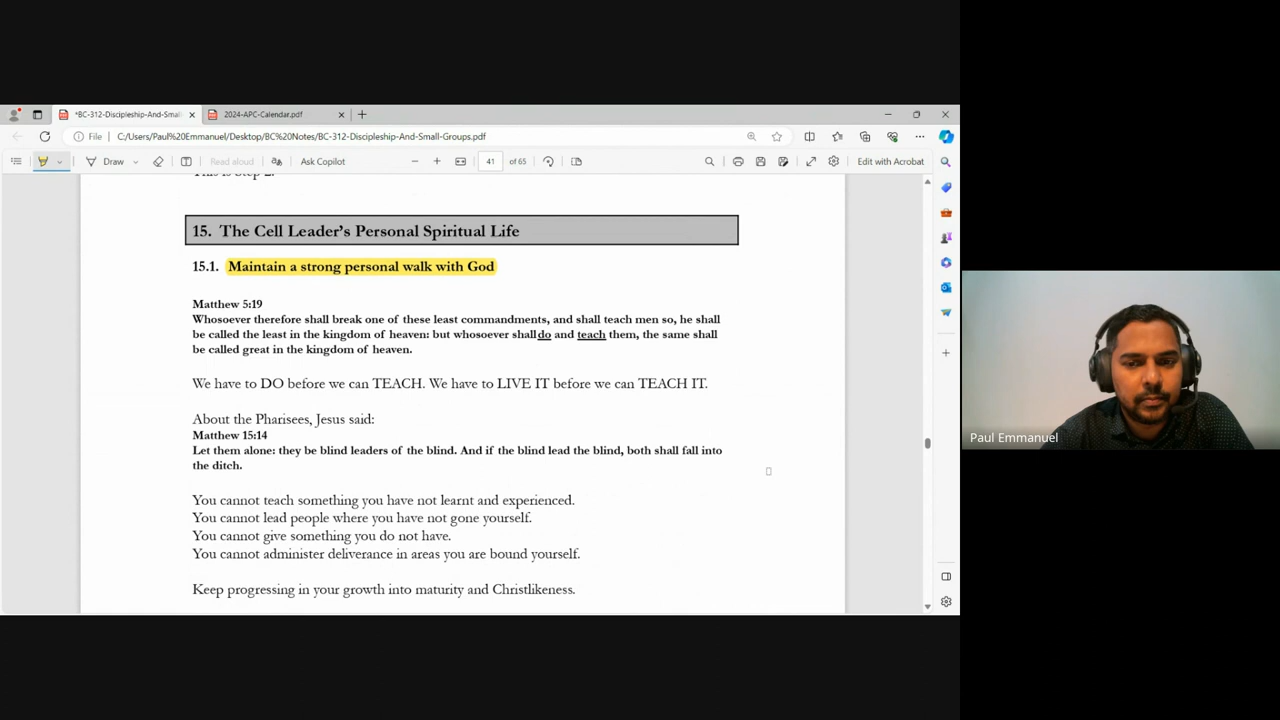 *BC-312-Discipleship-And-Small-
2024-APC-Calendar.pdf
File
C:/Users/Paul%20Emmanuel/Desktop/BC%20Notes/BC-312-Discipleship-And-Small-Groups.pdf
Draw
Read aloud
Ask Copilot
41 of 65
Edit with Acrobat
This is Step 2.
15. The Cell Leader's Personal Spiritual Life
15.1. Maintain a strong personal walk with God
Matthew 5:19
Whosoever therefore shall break one of these least commandments, and shall teach men so, he shall
be called the least in the kingdom of heaven: but whosoever shall do and teach them, the same shall
be called great in the kingdom of heaven.
We have to DO before we can TEACH. We have to LIVE IT before we can TEACH IT.
About the Pharisees, Jesus said:
Matthew 15:14
Let them alone: they be blind leaders of the blind. And if the blind lead the blind, both shall fall into
the ditch.
You cannot teach something you have not learnt and experienced.
You cannot lead people where you have not gone yourself.
You cannot give something you do not have.
You cannot administer deliverance in areas you are bound yourself.
Keep progressing in your growth into maturity and Christlikeness.
Paul Emmanuel